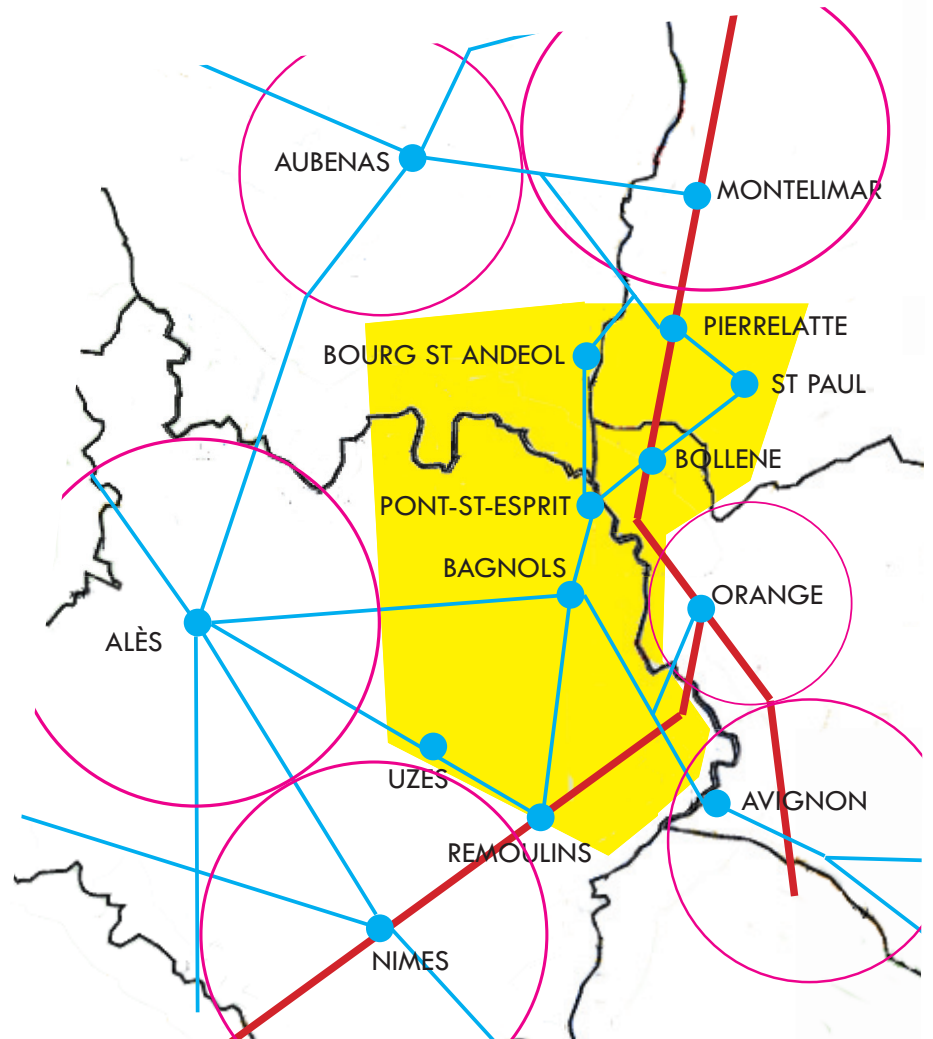 AUBENAS
MONTELIMAR
PIERRELATTE
BOURG ST ANDEOL
ST PAUL
BOLLENE
PONT-ST-ESPRIT
BAGNOLS
ORANGE
ALÈS
UZES
AVIGNON
REMOULINS
NIMES